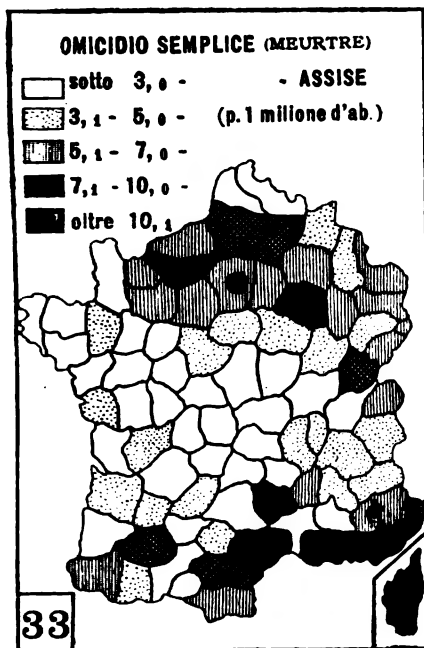 OMICIDIO SEMPLICE (MEURTRE)
sotto 3,0 - - ASSISE
3,1 - 5,0 - (p. 1 milione d'ab.)
5,1 - 7,0 -
7,1 - 10,0 -
oltre 10,1
33